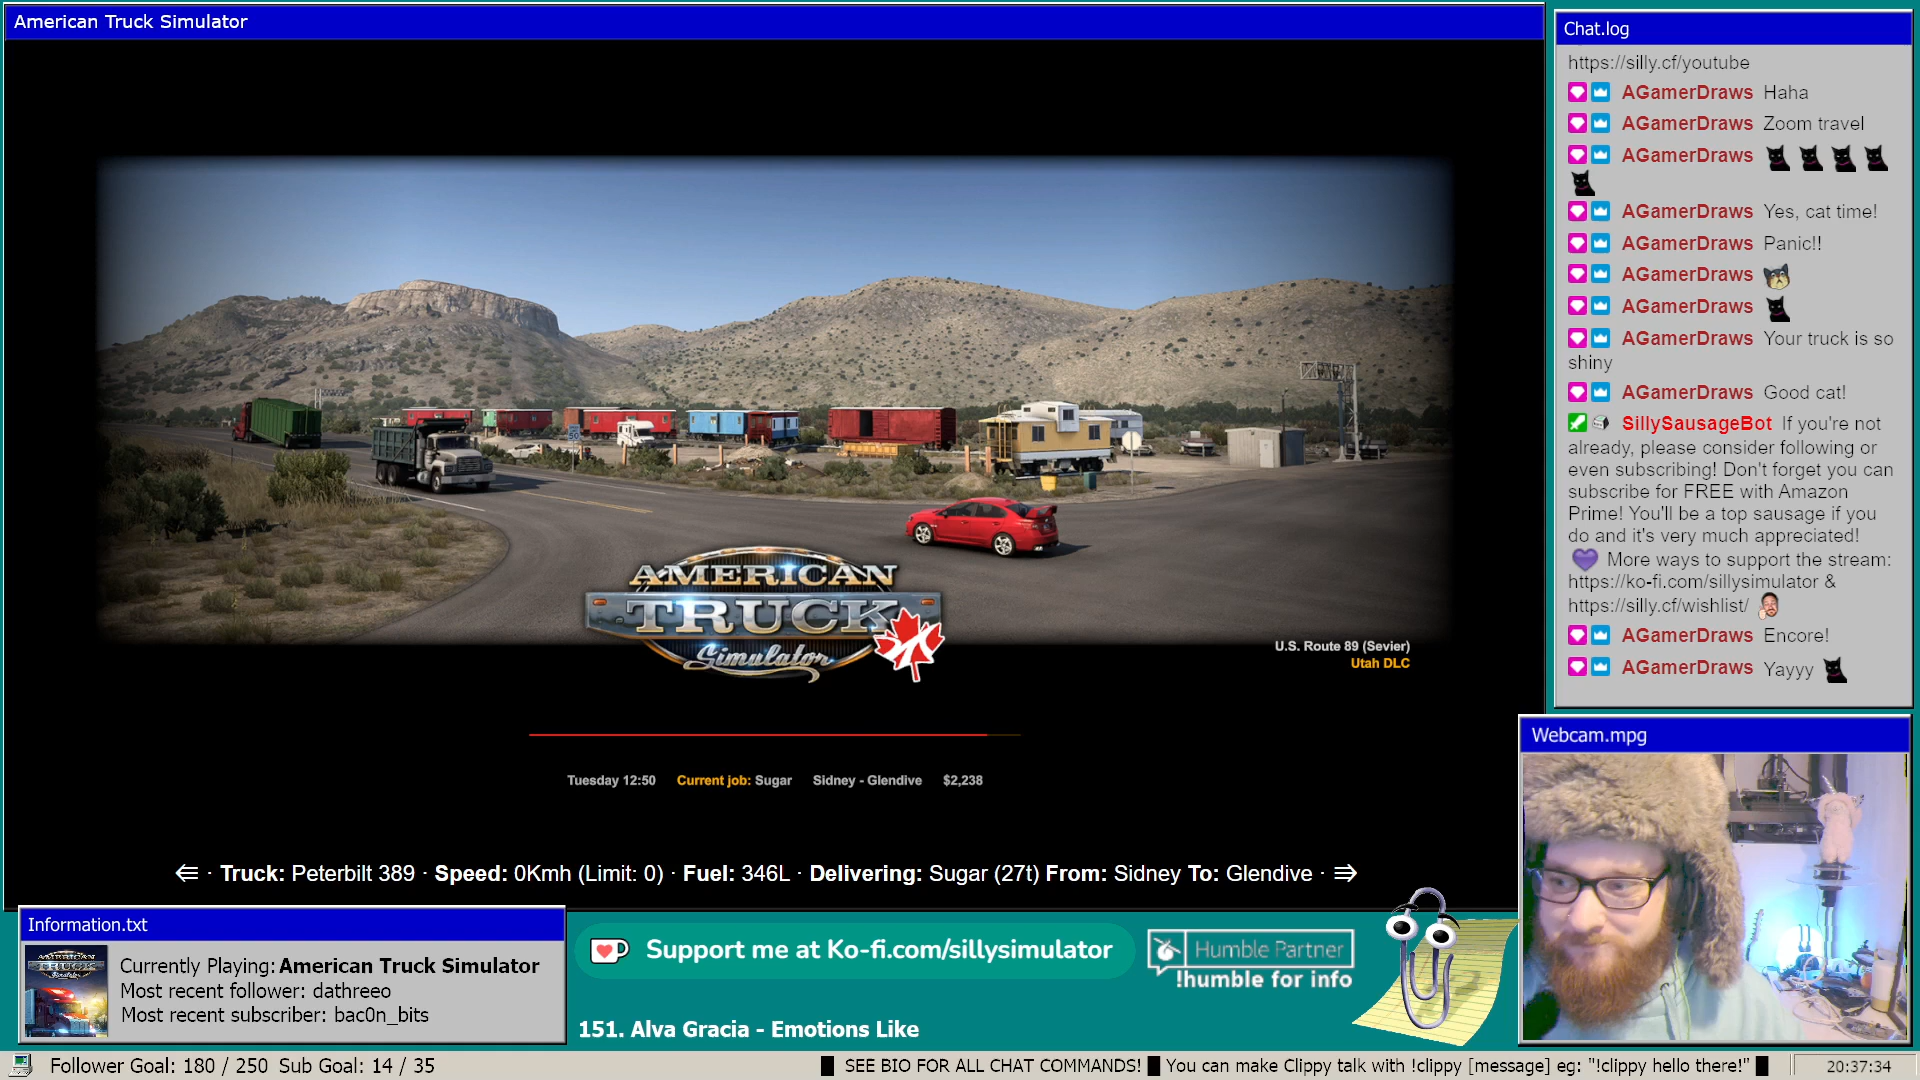 American Truck Simulator
AMERICAN
TRUCK
Simulator
U.S. Route 89 (Sevier)
Utah DLC
Tuesday 12:50 Current job: Sugar Sidney - Glendive $2,238
⇐ · Truck: Peterbilt 389 · Speed: 0Kmh (Limit: 0) · Fuel: 346L · Delivering: Sugar (27t) From: Sidney To: Glendive · ⇒
Chat.log
https://silly.cf/youtube
AGamerDraws Haha
AGamerDraws Zoom travel
AGamerDraws
AGamerDraws Yes, cat time!
AGamerDraws Panic!!
AGamerDraws
AGamerDraws
AGamerDraws Your truck is so
shiny
AGamerDraws Good cat!
SillySausageBot If you're not
already, please consider following or
even subscribing! Don't forget you can
subscribe for FREE with Amazon
Prime! You'll be a top sausage if you
do and it's very much appreciated!
More ways to support the stream:
https://ko-fi.com/sillysimulator &
https://silly.cf/wishlist/
AGamerDraws Encore!
AGamerDraws Yayyy
Webcam.mpg
Information.txt
AMERICAN
TRUCK
Currently Playing: American Truck Simulator
Most recent follower: dathreeo
Most recent subscriber: bac0n_bits
Support me at Ko-fi.com/sillysimulator
Humble Partner
!humble for info
151. Alva Gracia - Emotions Like
Follower Goal: 180 / 250 Sub Goal: 14 / 35
SEE BIO FOR ALL CHAT COMMANDS! You can make Clippy talk with !clippy [message] eg: "!clippy hello there!"
20:37:34